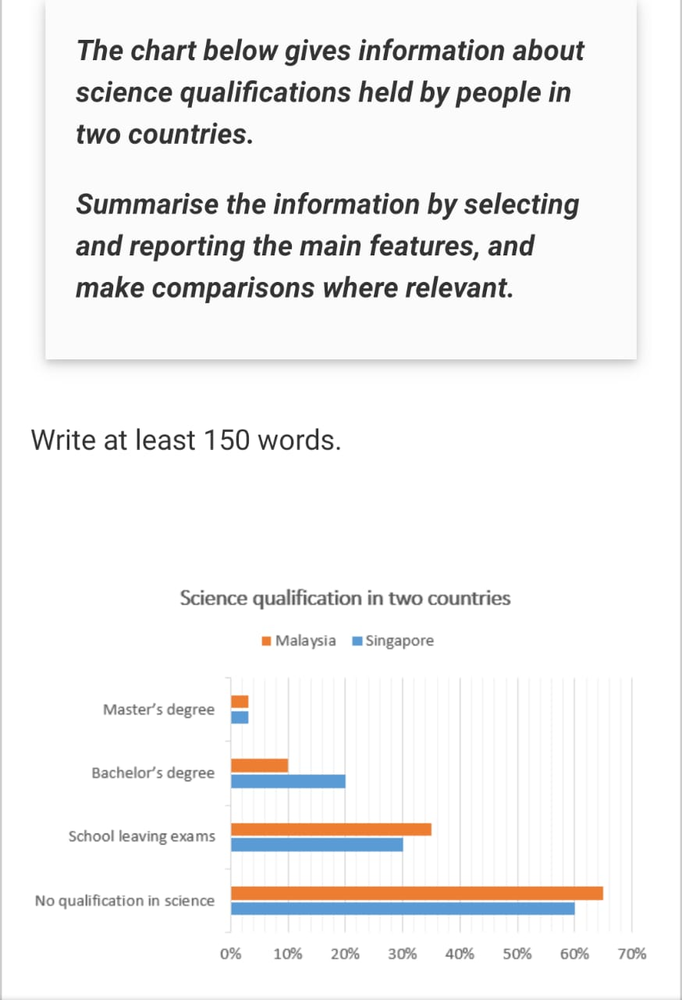 The chart below gives information about
science qualifications held by people in
two countries.
Summarise the information by selecting
and reporting the main features, and
make comparisons where relevant.
Write at least 150 words.
Science qualification in two countries
Malaysia Singapore
Master's degree
Bachelor's degree
School leaving exams
No qualification in science
0% 10% 20% 30% 40% 50% 60% 70%